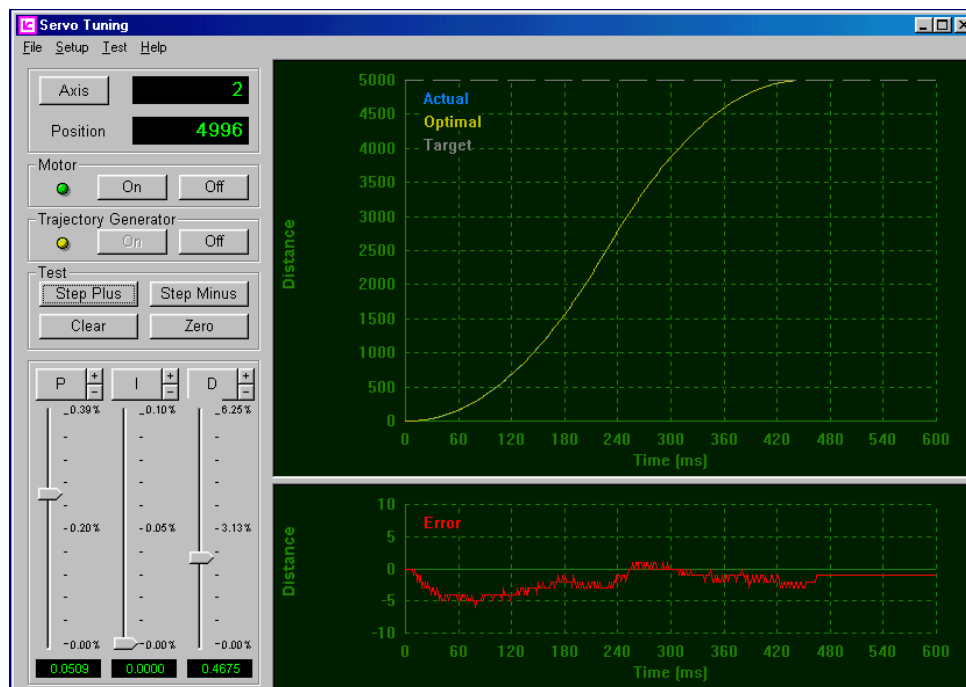 Servo Tuning
File Setup Test Help
Axis 2
Position 4996
Motor
On Off
Trajectory Generator
On Off
Test
Step Plus Step Minus
Clear Zero
P + - I + - D + -
0.39% 0.10% 6.25%
0.20% 0.05% 3.13%
0.00% 0.00% 0.00%
0.0509 0.0000 0.4675
5000
4500
4000
3500
3000
2500
2000
1500
1000
500
0
Distance
Actual
Optimal
Target
0 60 120 180 240 300 360 420 480 540 600
Time (ms)
10
5
0
-5
-10
Distance
Error
0 60 120 180 240 300 360 420 480 540 600
Time (ms)